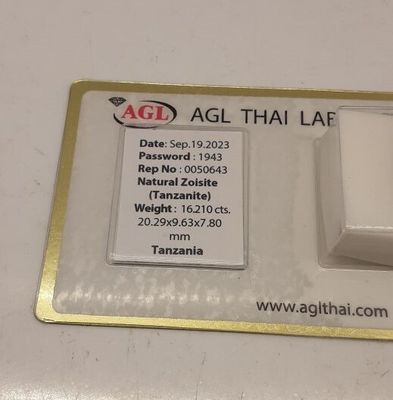 AGL AGL THAI LAB
Date: Sep.19.2023
Password : 1943
Rep No : 0050643
Natural Zoisite
(Tanzanite)
Weight : 16.210 cts.
20.29x9.63x7.80
mm
Tanzania
www.aglthai.com